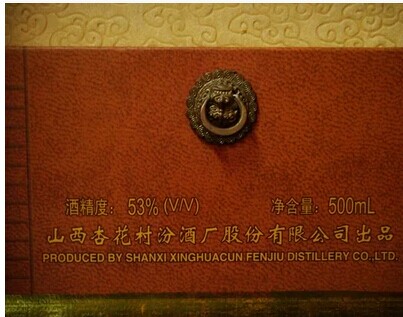 酒精度: 53% (V/V) 净含量: 500mL
山西杏花村汾酒厂股份有限公司出品
PRODUCED BY SHANXI XINGHUACUN FENJIU DISTILLERY CO.,LTD.